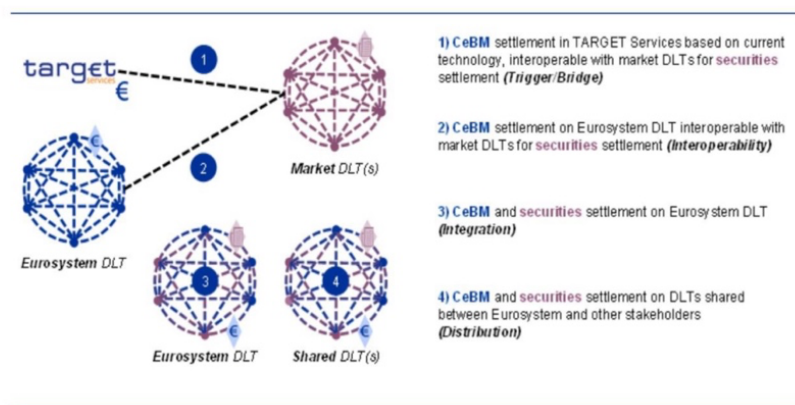 target
services
€
1
2
Market DLT(s)
€
Eurosystem DLT
3
€
Eurosystem DLT
4
€
Shared DLT(s)
1) CeBM settlement in TARGET Services based on current
technology, interoperable with market DLTs for securities
settlement (Trigger/Bridge)
2) CeBM settlement on Eurosystem DLT interoperable with
market DLTs for securities settlement (Interoperability)
3) CeBM and securities settlement on Eurosystem DLT
(Integration)
4) CeBM and securities settlement on DLTs shared
between Eurosystem and other stakeholders
(Distribution)